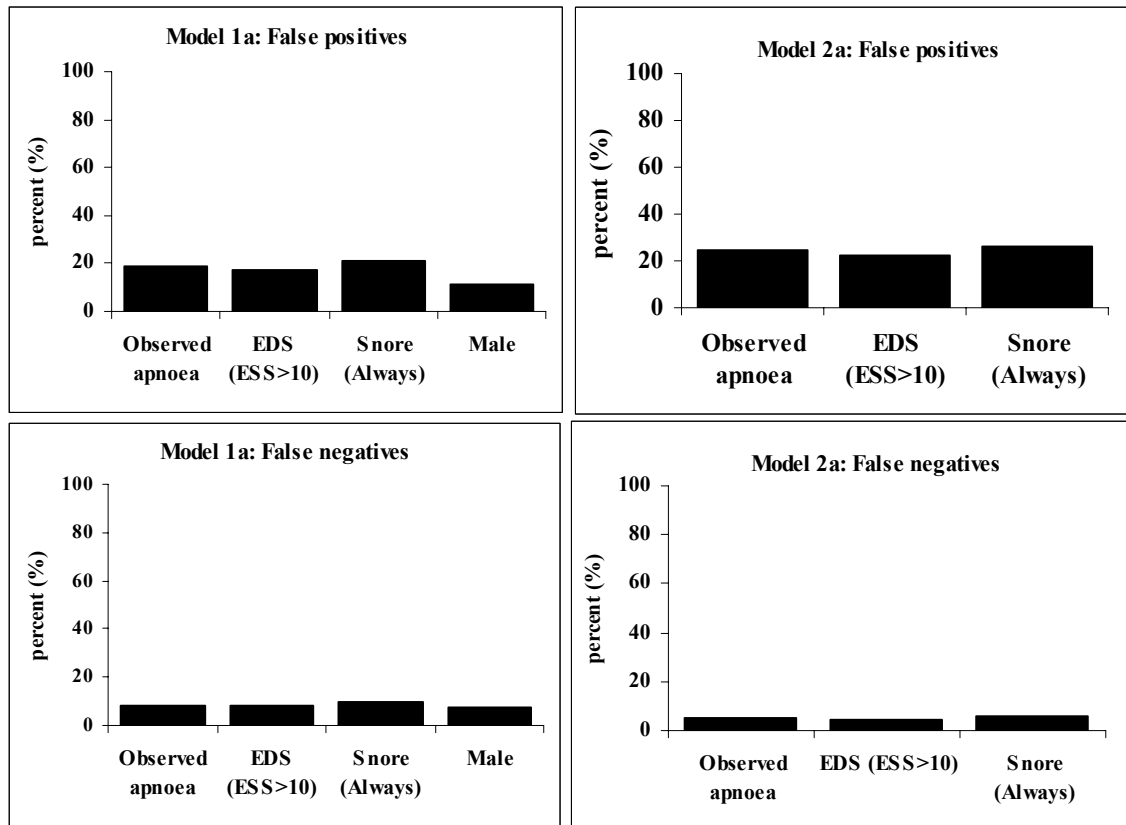 Model 1a: False positives
percent (%)
100
80
60
40
20
0
Observed apnoea
EDS (ESS>10)
Snore (Always)
Male
Model 2a: False positives
percent (%)
100
80
60
40
20
0
Observed apnoea
EDS (ESS>10)
Snore (Always)
Model 1a: False negatives
percent (%)
100
80
60
40
20
0
Observed apnoea
EDS (ESS>10)
Snore (Always)
Male
Model 2a: False negatives
percent (%)
100
80
60
40
20
0
Observed apnoea
EDS (ESS>10)
Snore (Always)